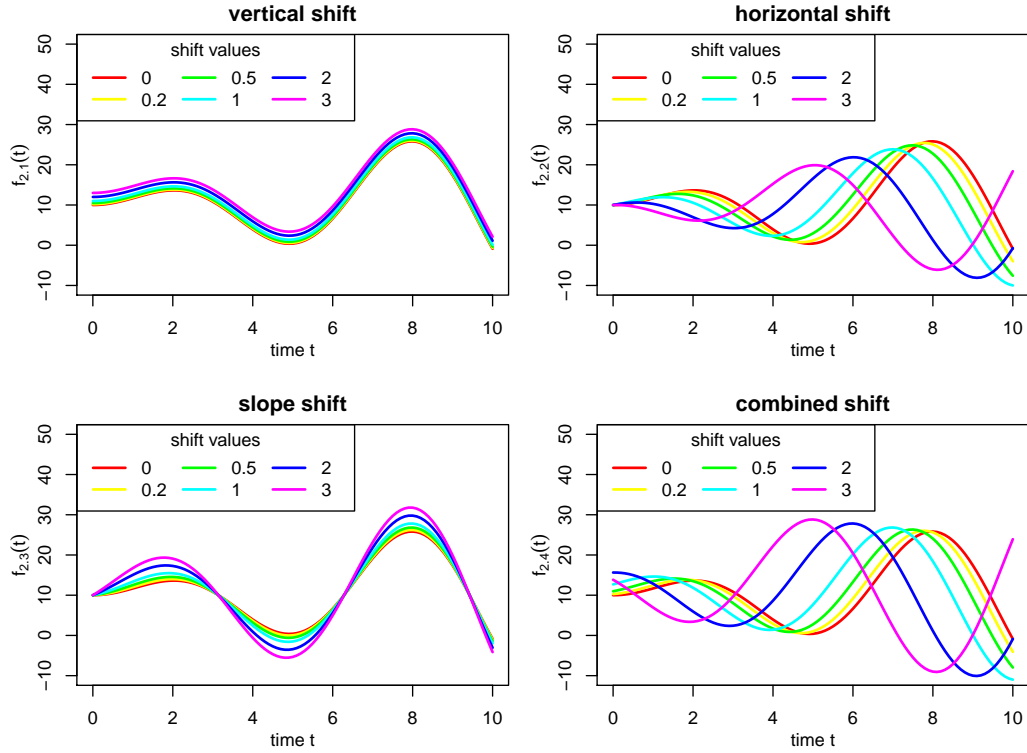 vertical shift
shift values
0 0.5 2
0.2 1 3
50
40
30
20
10
0
−10
f2.1(t)
0 2 4 6 8 10
time t
horizontal shift
shift values
0 0.5 2
0.2 1 3
50
40
30
20
10
0
−10
f2.2(t)
0 2 4 6 8 10
time t
slope shift
shift values
0 0.5 2
0.2 1 3
50
40
30
20
10
0
−10
f2.3(t)
0 2 4 6 8 10
time t
combined shift
shift values
0 0.5 2
0.2 1 3
50
40
30
20
10
0
−10
f2.4(t)
0 2 4 6 8 10
time t